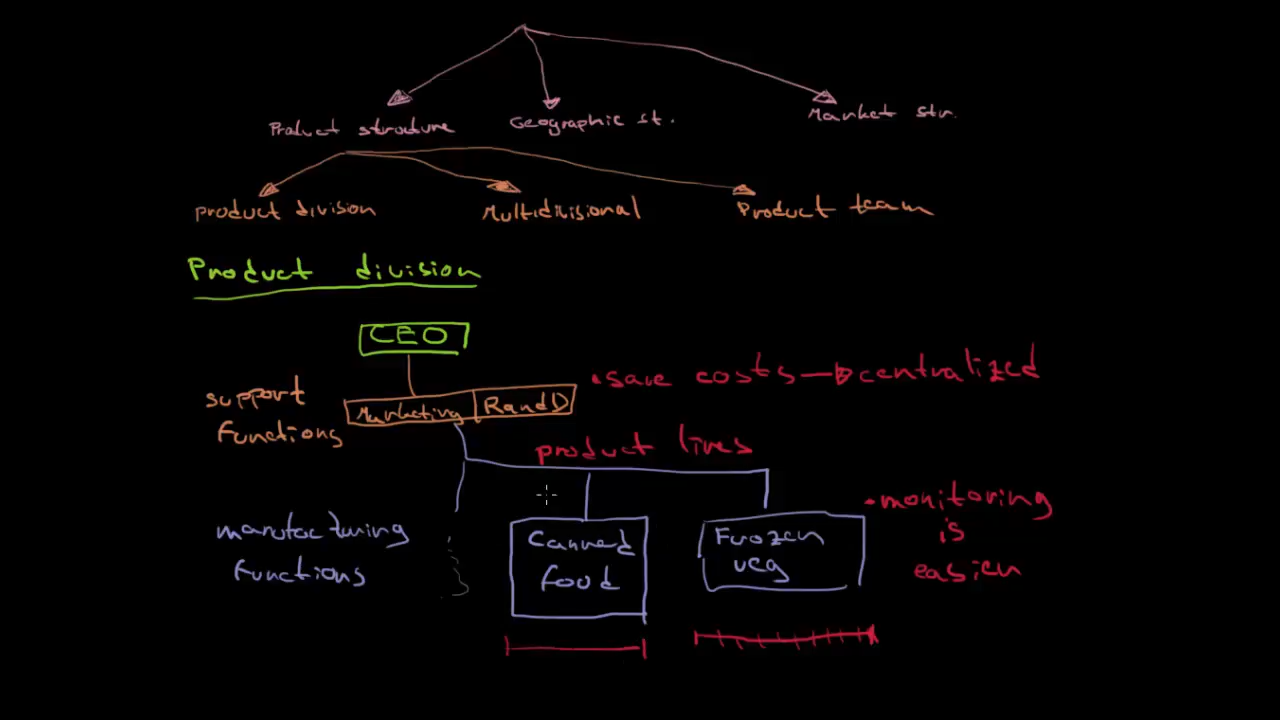 Product structure
Geographic st.
Market str.
product division
Multidivisional
Product team
Product division
CEO
support
functions
Marketing
RandD
• save costs → centralized
product lines
manufacturing
functions
Canned
food
Frozen
veg
• monitoring
is
easier